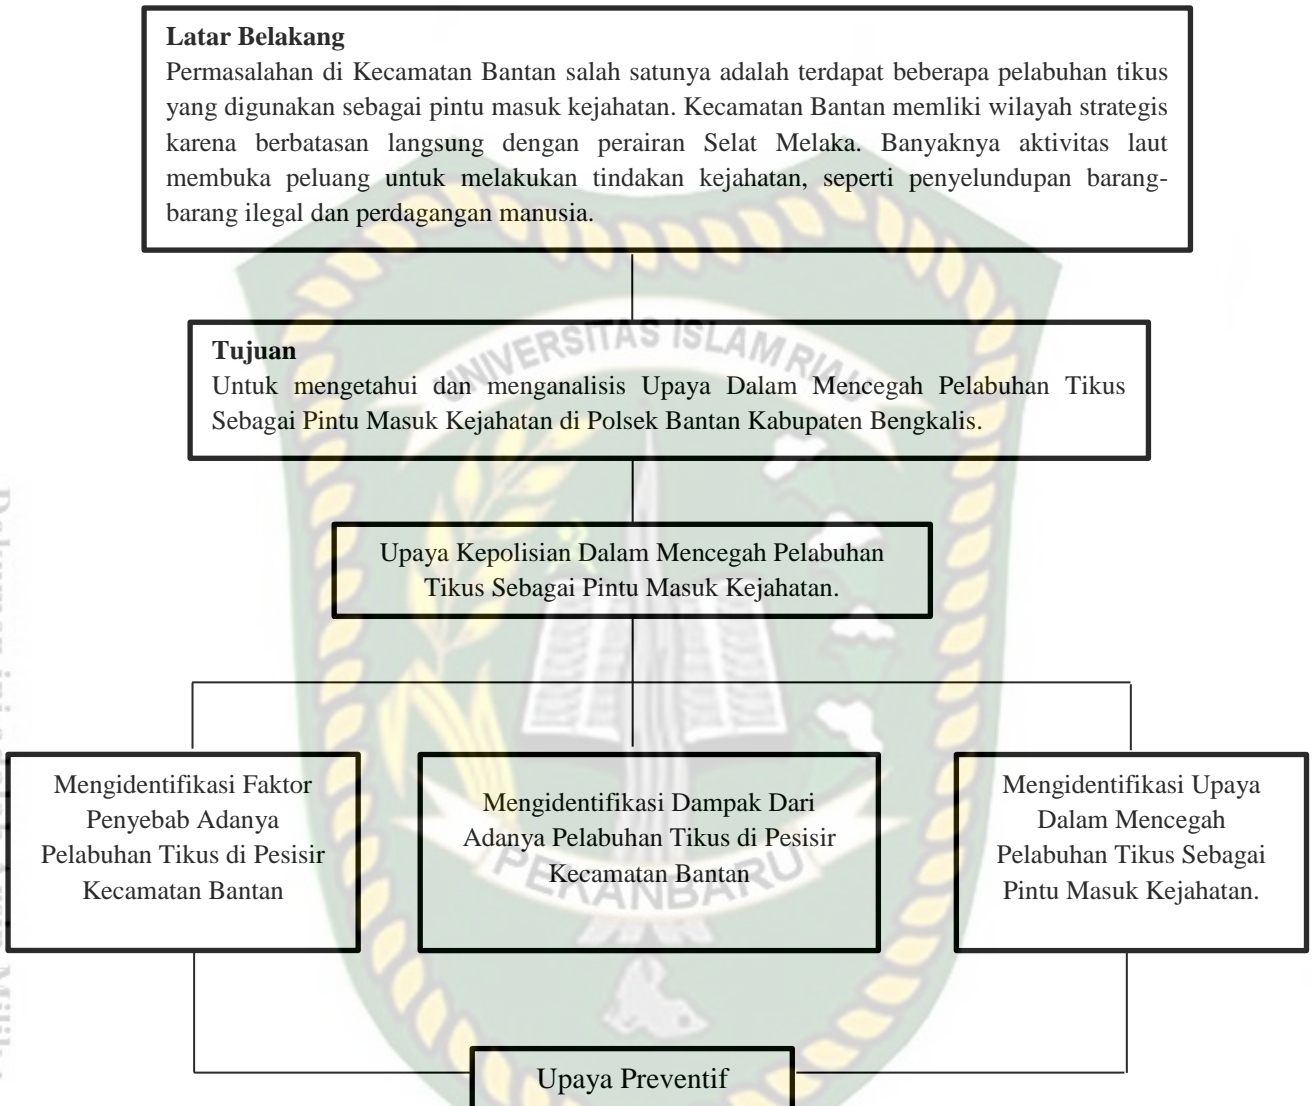 Latar Belakang
Permasalahan di Kecamatan Bantan salah satunya adalah terdapat beberapa pelabuhan tikus
yang digunakan sebagai pintu masuk kejahatan. Kecamatan Bantan memliki wilayah strategis
karena berbatasan langsung dengan perairan Selat Melaka. Banyaknya aktivitas laut
membuka peluang untuk melakukan tindakan kejahatan, seperti penyelundupan barang-
barang ilegal dan perdagangan manusia.
UNIVERSITAS ISLAM RIAU
Tujuan
Untuk mengetahui dan menganalisis Upaya Dalam Mencegah Pelabuhan Tikus
Sebagai Pintu Masuk Kejahatan di Polsek Bantan Kabupaten Bengkalis.
Upaya Kepolisian Dalam Mencegah Pelabuhan
Tikus Sebagai Pintu Masuk Kejahatan.
Mengidentifikasi Faktor
Penyebab Adanya
Pelabuhan Tikus di Pesisir
Kecamatan Bantan
Mengidentifikasi Dampak Dari
Adanya Pelabuhan Tikus di Pesisir
Kecamatan Bantan
Mengidentifikasi Upaya
Dalam Mencegah
Pelabuhan Tikus Sebagai
Pintu Masuk Kejahatan.
PEKANBARU
Upaya Preventif